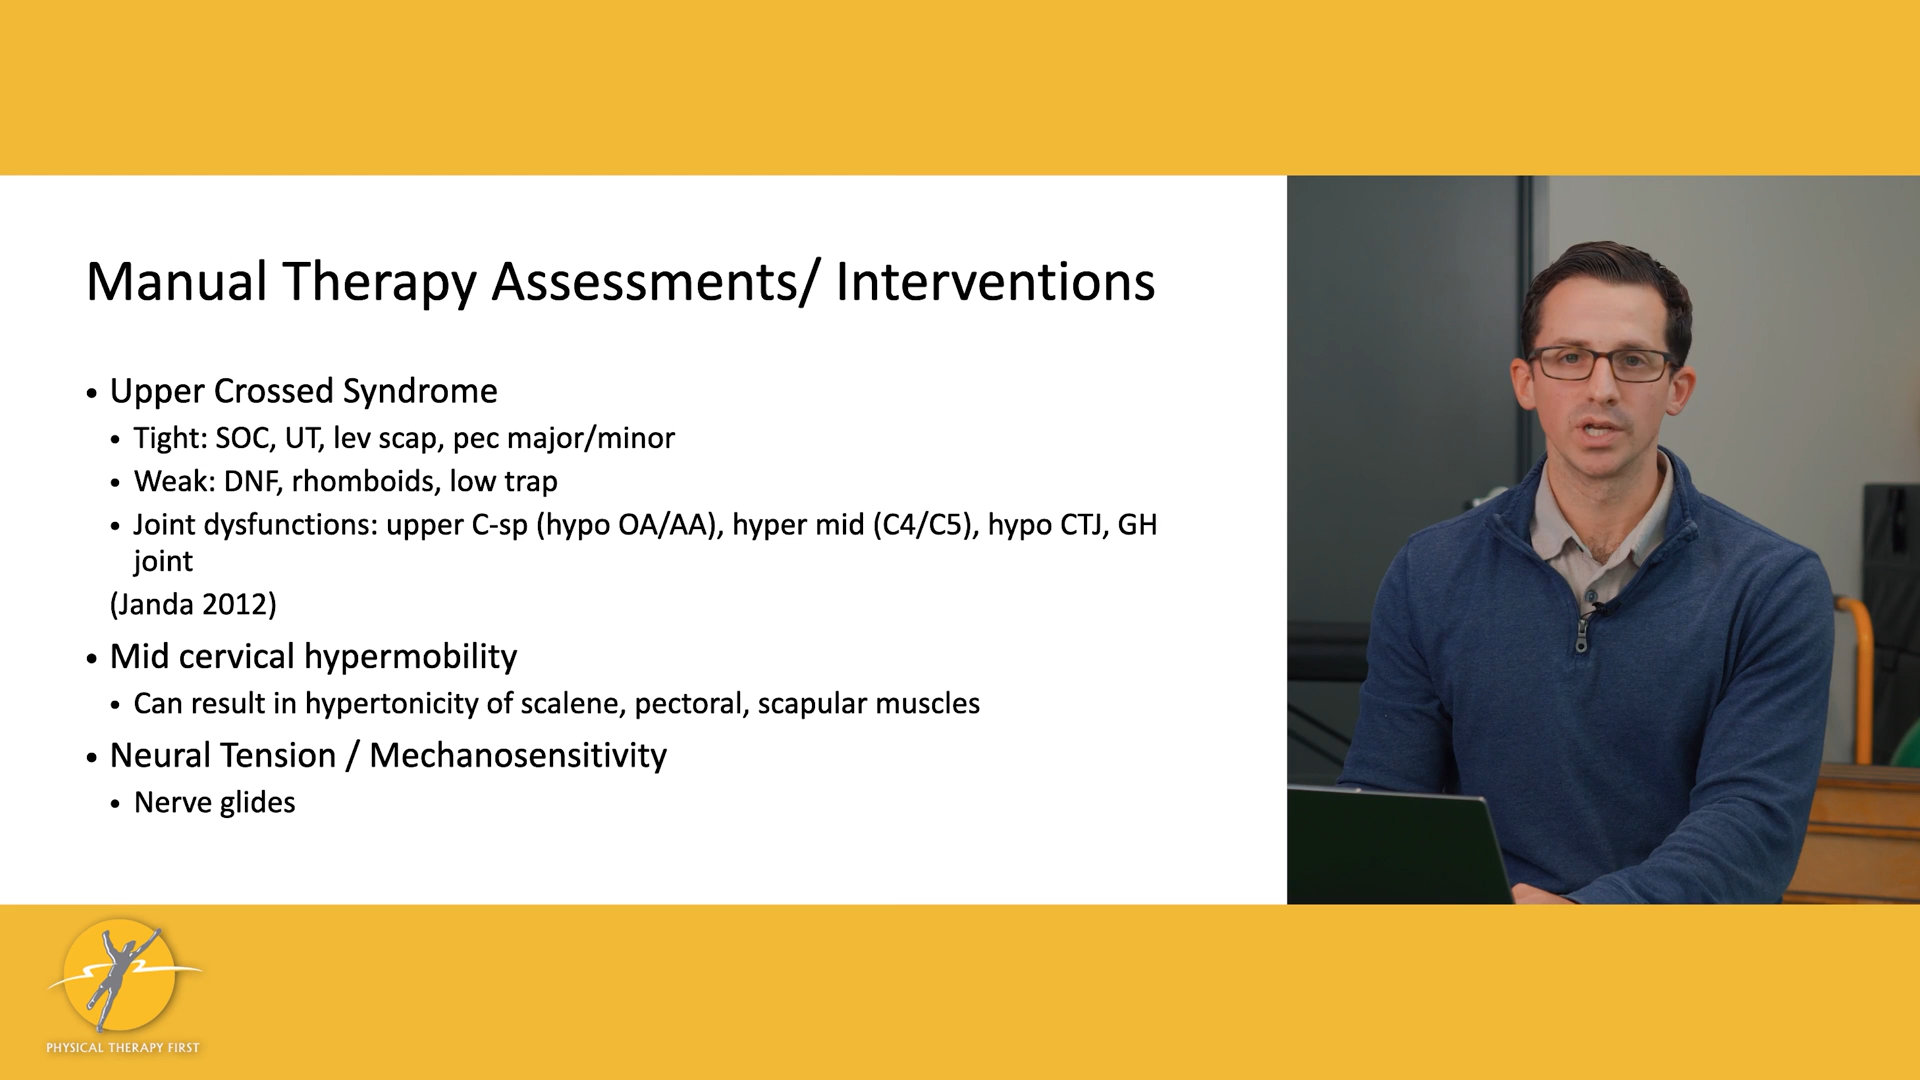 Manual Therapy Assessments/ Interventions
• Upper Crossed Syndrome
• Tight: SOC, UT, lev scap, pec major/minor
• Weak: DNF, rhomboids, low trap
• Joint dysfunctions: upper C-sp (hypo OA/AA), hyper mid (C4/C5), hypo CTJ, GH
joint
(Janda 2012)
• Mid cervical hypermobility
• Can result in hypertonicity of scalene, pectoral, scapular muscles
• Neural Tension / Mechanosensitivity
• Nerve glides
PHYSICAL THERAPY FIRST